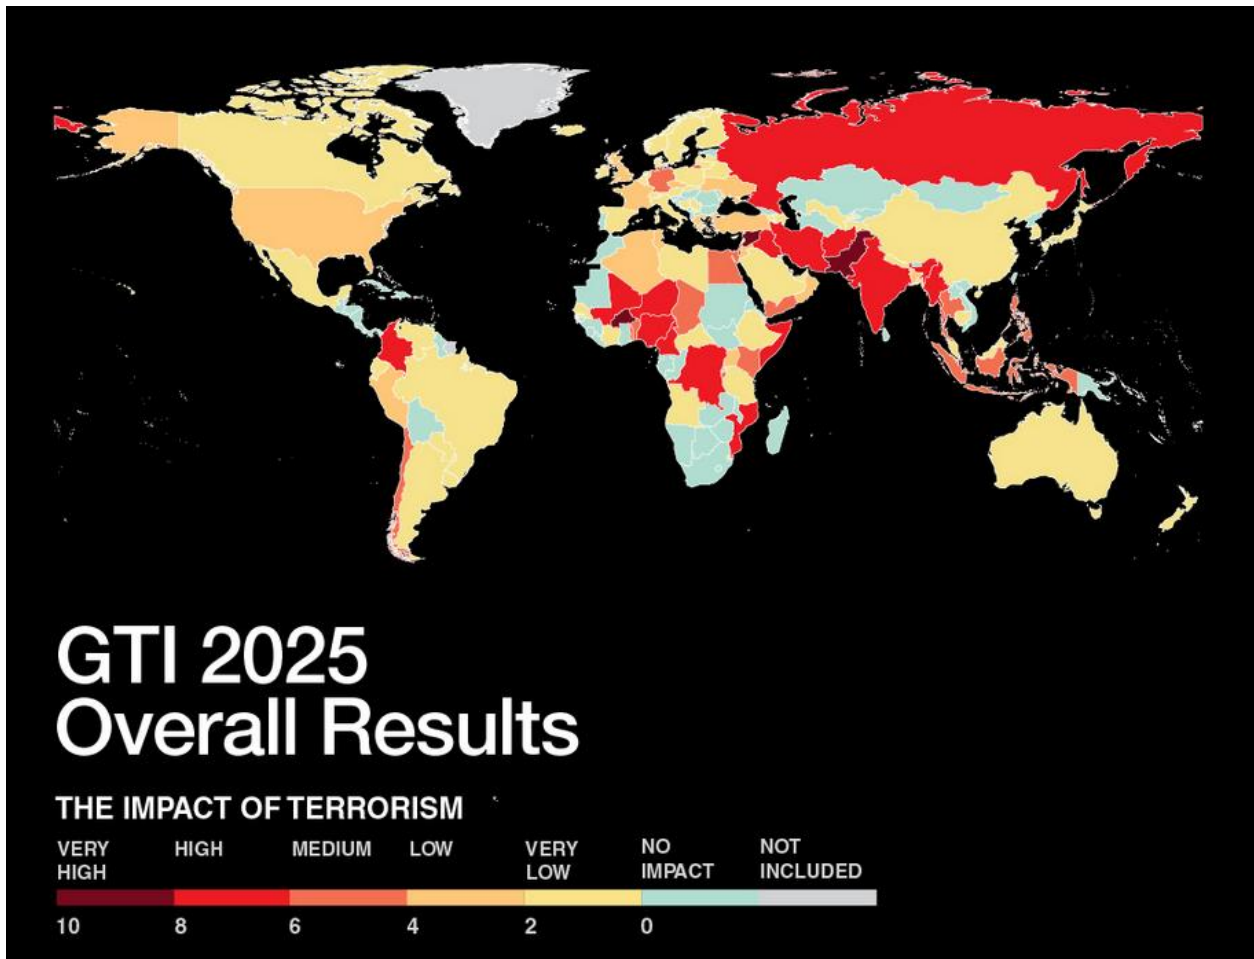 GTI 2025
Overall Results
THE IMPACT OF TERRORISM
VERY HIGH
HIGH
MEDIUM
LOW
VERY LOW
NO IMPACT
NOT INCLUDED
10 8 6 4 2 0